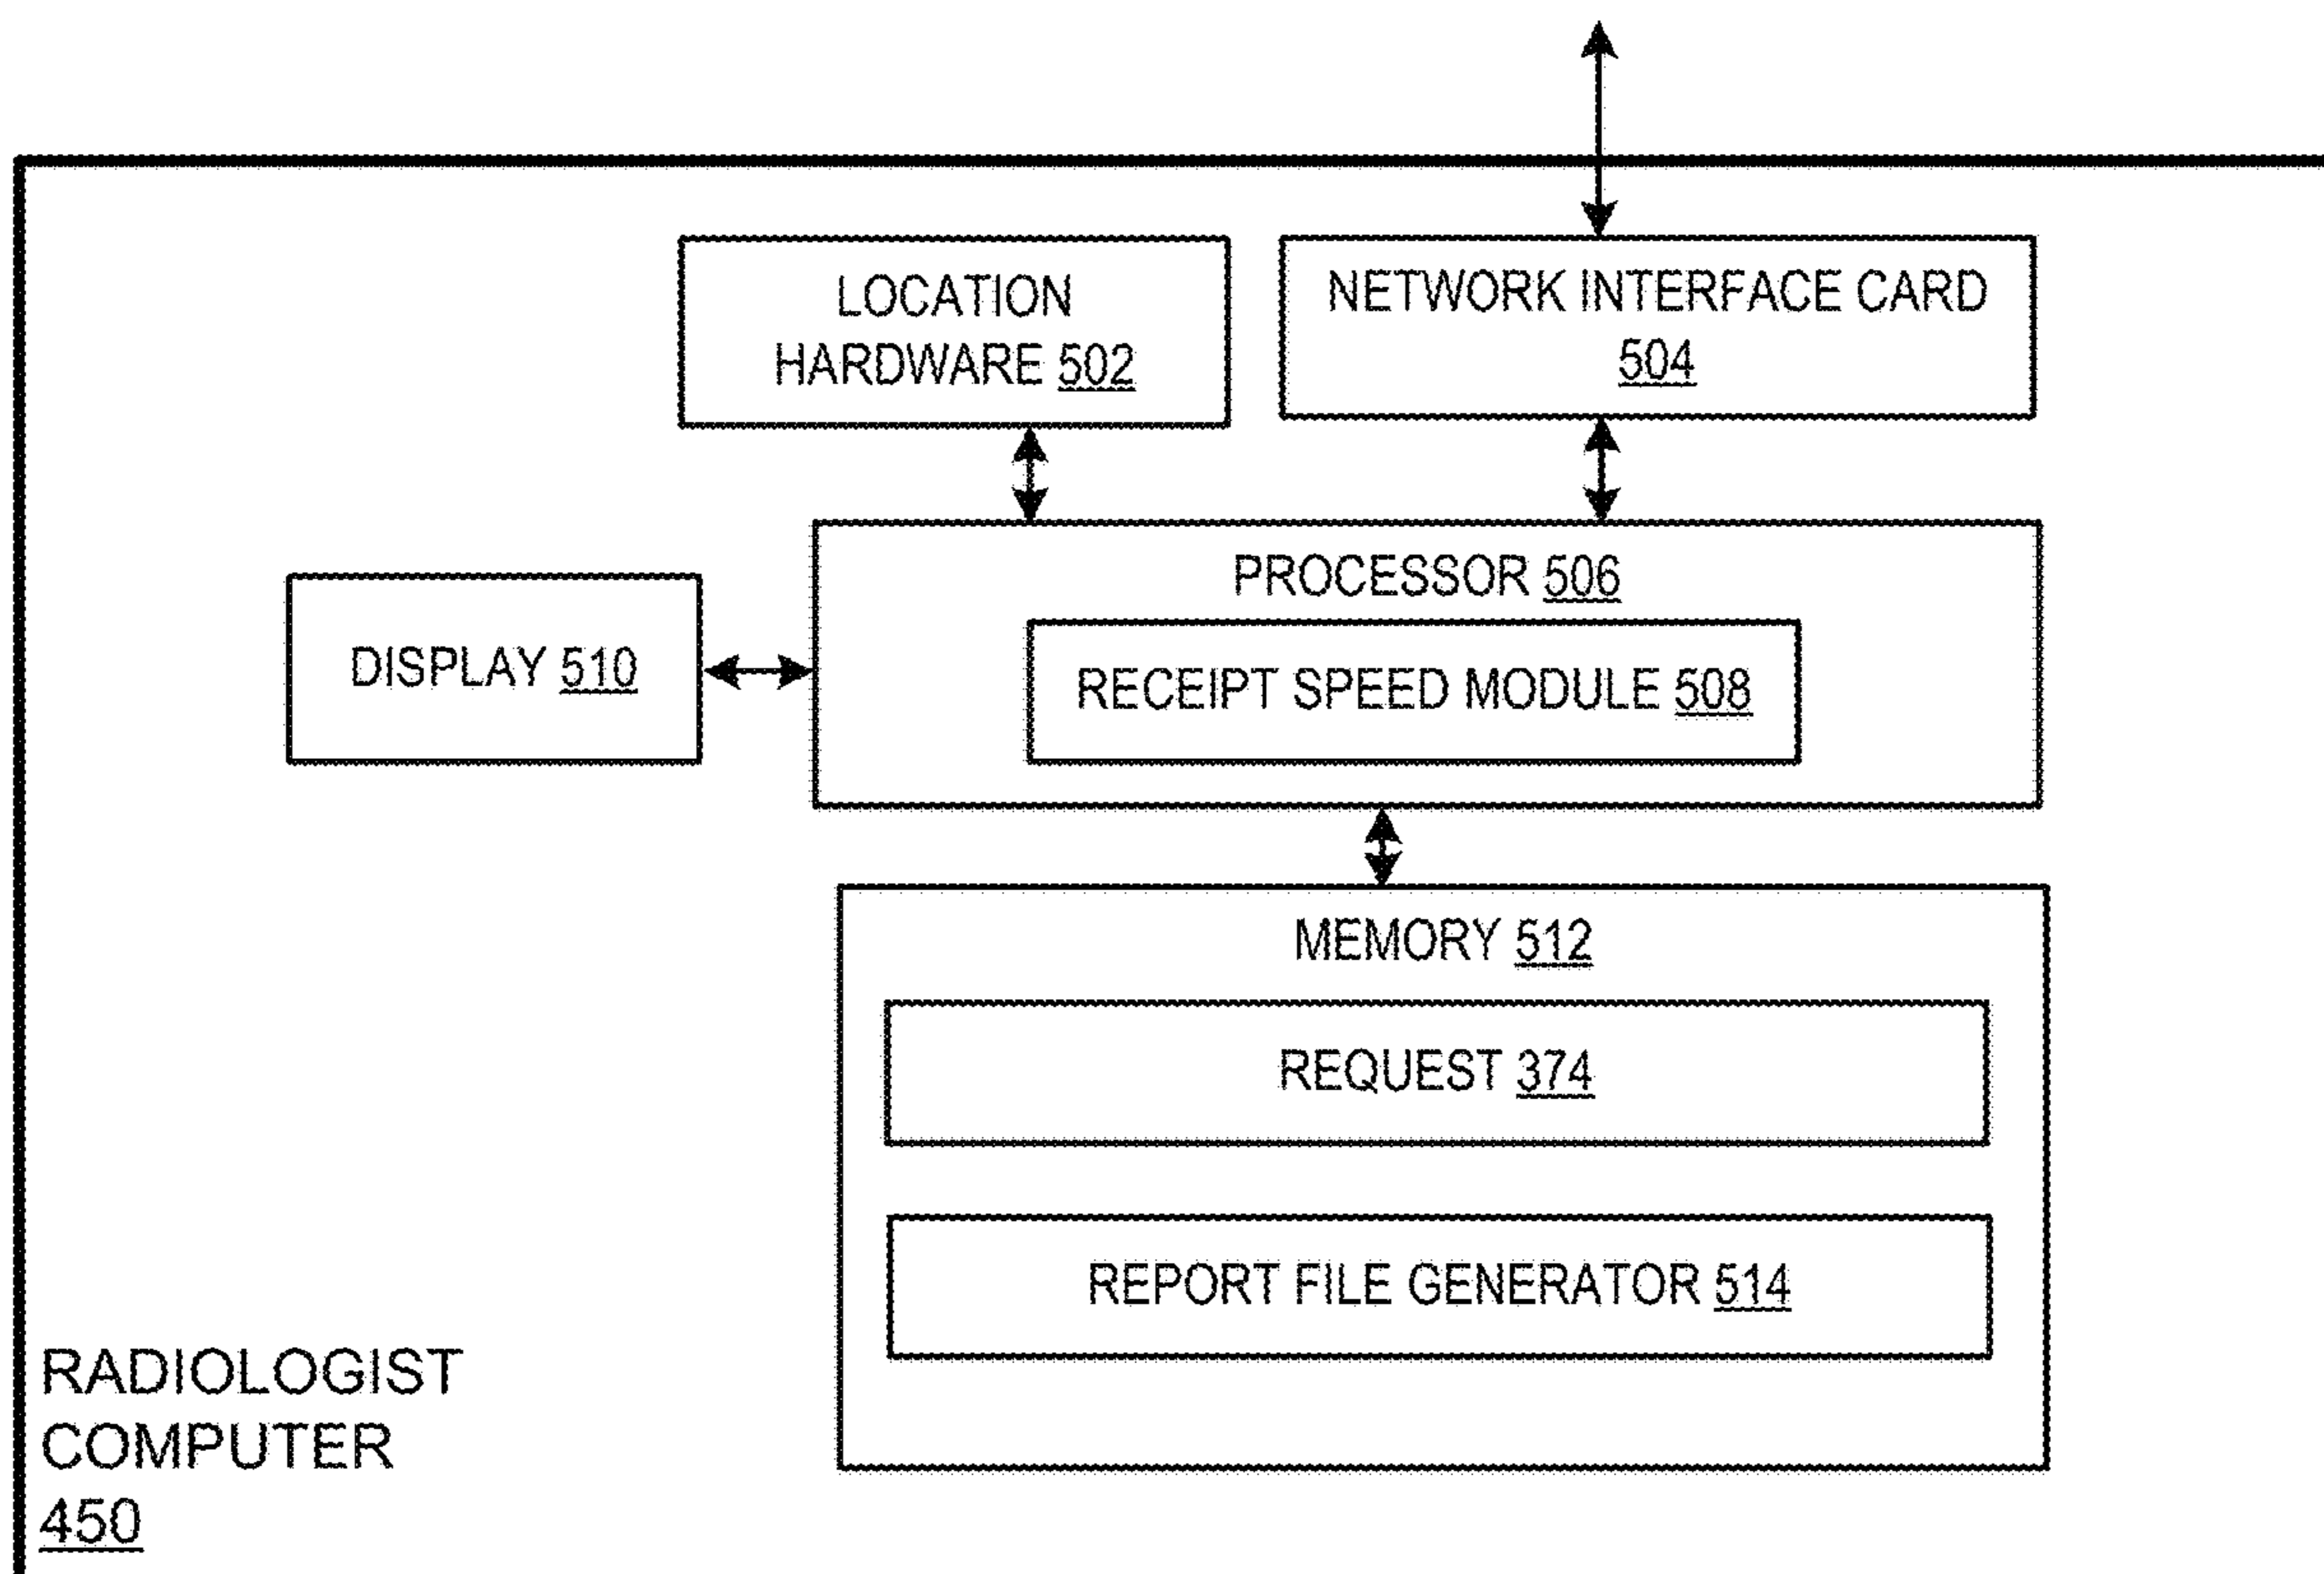 LOCATION
HARDWARE 502
NETWORK INTERFACE CARD
504
PROCESSOR 506
RECEIPT SPEED MODULE 508
DISPLAY 510
MEMORY 512
REQUEST 374
REPORT FILE GENERATOR 514
RADIOLOGIST
COMPUTER
450